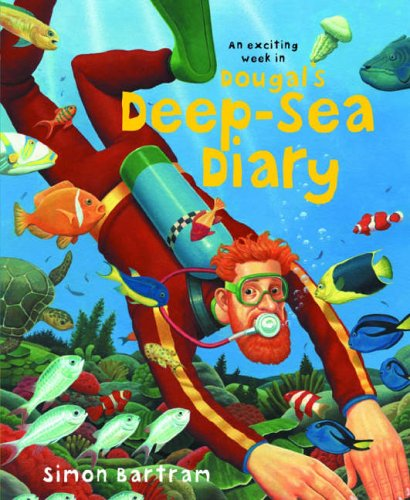 An exciting
week in
Dougal's
Deep-Sea
Diary
Simon Bartram